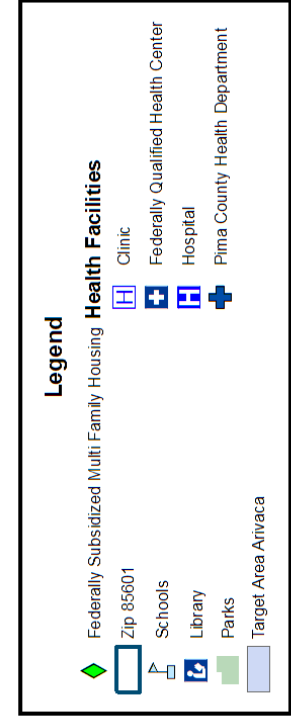 Legend
Federally Subsidized Multi Family Housing
Zip 85601
Schools
Library
Parks
Target Area Arivaca
Health Facilities
H Clinic
Federally Qualified Health Center
H Hospital
Pima County Health Department